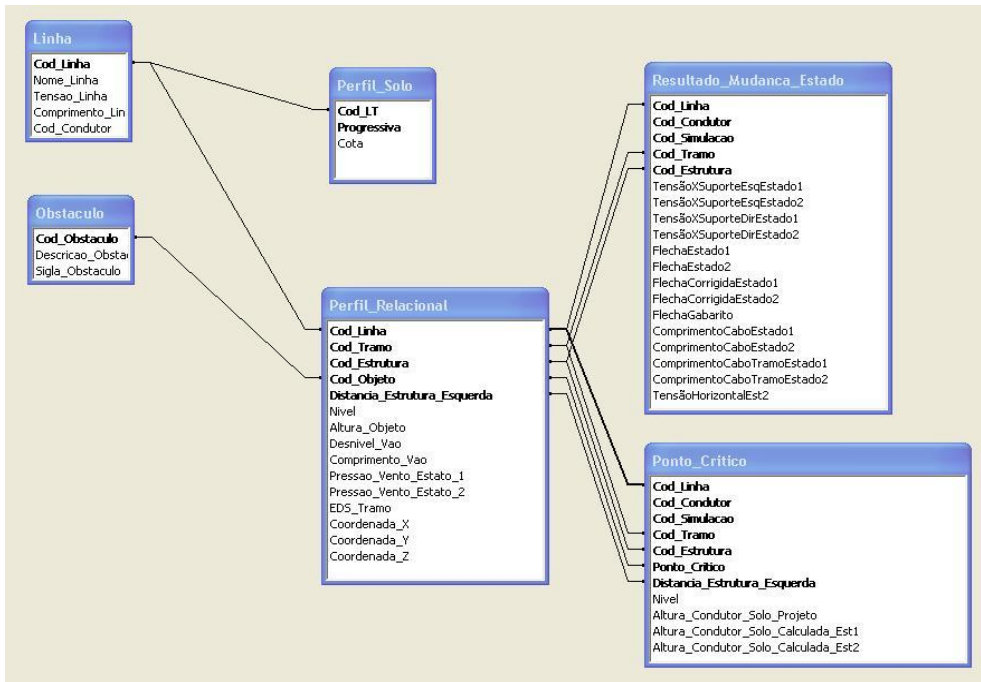 Linha
Cod_Linha
Nome_Linha
Tensao_Linha
Comprimento_Lin
Cod_Condutor
Perfil_Solo
Cod_LT
Progressiva
Cota
Obstaculo
Cod_Obstaculo
Descricao_Obsta
Sigla_Obstaculo
Perfil_Relacional
Cod_Linha
Cod_Tramo
Cod_Estrutura
Cod_Objeto
Distancia_Estrutura_Esquerda
Nivel
Altura_Objeto
Desnivel_Vao
Comprimento_Vao
Pressao_Vento_Estato_1
Pressao_Vento_Estato_2
EDS_Tramo
Coordenada_X
Coordenada_Y
Coordenada_Z
Resultado_Mudanca_Estado
Cod_Linha
Cod_Condutor
Cod_Simulacao
Cod_Tramo
Cod_Estrutura
TensãoXSuporteEsqEstado1
TensãoXSuporteEsqEstado2
TensãoXSuporteDirEstado1
TensãoXSuporteDirEstado2
FlechaEstado1
FlechaEstado2
FlechaCorrigidaEstado1
FlechaCorrigidaEstado2
FlechaGabarito
ComprimentoCaboEstado1
ComprimentoCaboEstado2
ComprimentoCaboTramoEstado1
ComprimentoCaboTramoEstado2
TensãoHorizontalEst2
Ponto_Critico
Cod_Linha
Cod_Condutor
Cod_Simulacao
Cod_Tramo
Cod_Estrutura
Ponto_Critico
Distancia_Estrutura_Esquerda
Nivel
Altura_Condutor_Solo_Projeto
Altura_Condutor_Solo_Calculada_Est1
Altura_Condutor_Solo_Calculada_Est2